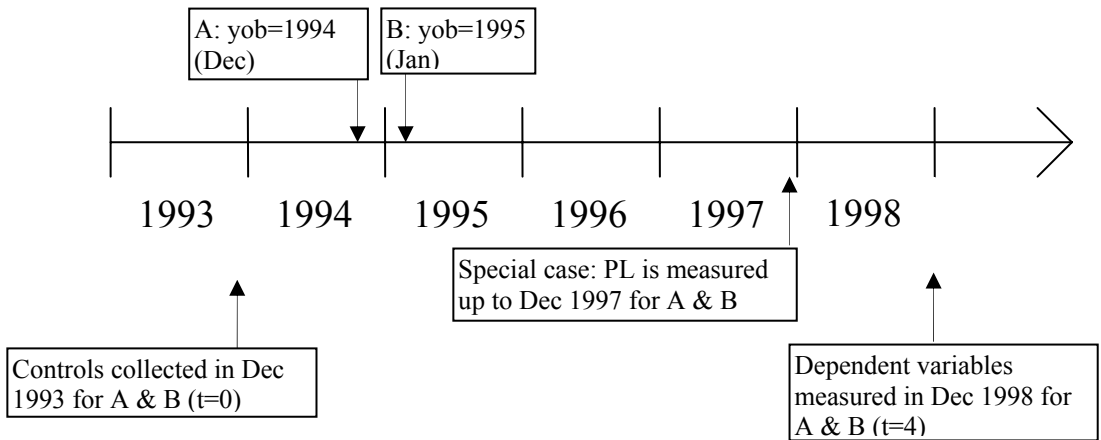 A: yob=1994
(Dec)
B: yob=1995
(Jan)
1993
1994
1995
1996
1997
1998
Special case: PL is measured
up to Dec 1997 for A & B
Controls collected in Dec
1993 for A & B (t=0)
Dependent variables
measured in Dec 1998 for
A & B (t=4)